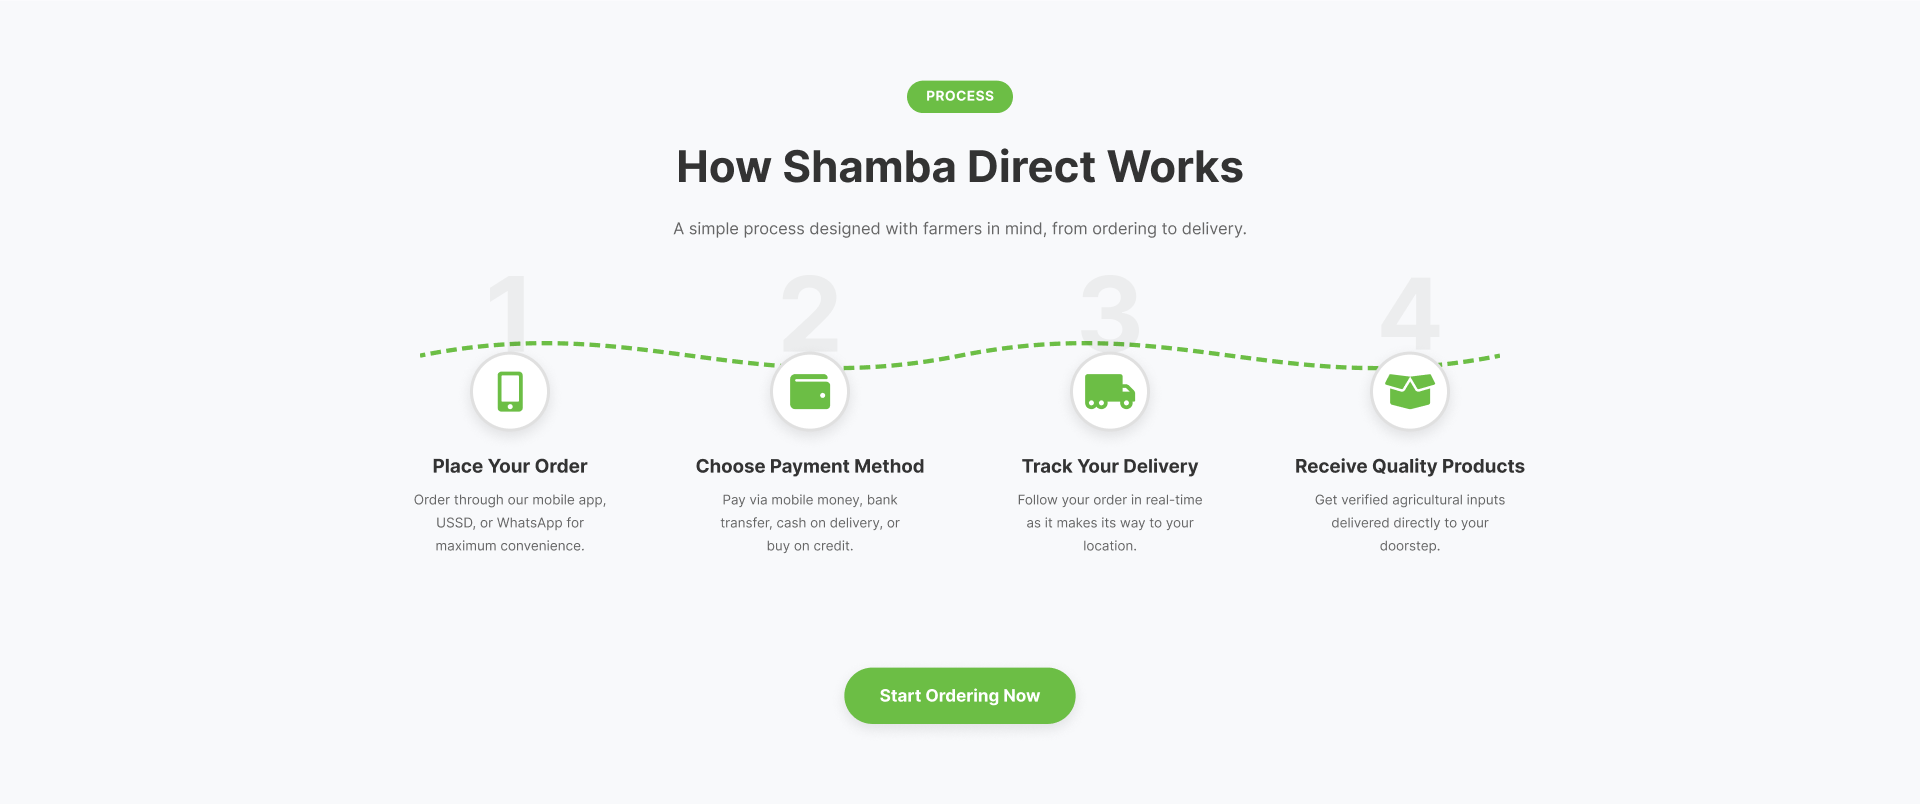 PROCESS
How Shamba Direct Works
A simple process designed with farmers in mind, from ordering to delivery.
1
Place Your Order
Order through our mobile app,
USSD, or WhatsApp for
maximum convenience.
2
Choose Payment Method
Pay via mobile money, bank
transfer, cash on delivery, or
buy on credit.
3
Track Your Delivery
Follow your order in real-time
as it makes its way to your
location.
4
Receive Quality Products
Get verified agricultural inputs
delivered directly to your
doorstep.
Start Ordering Now